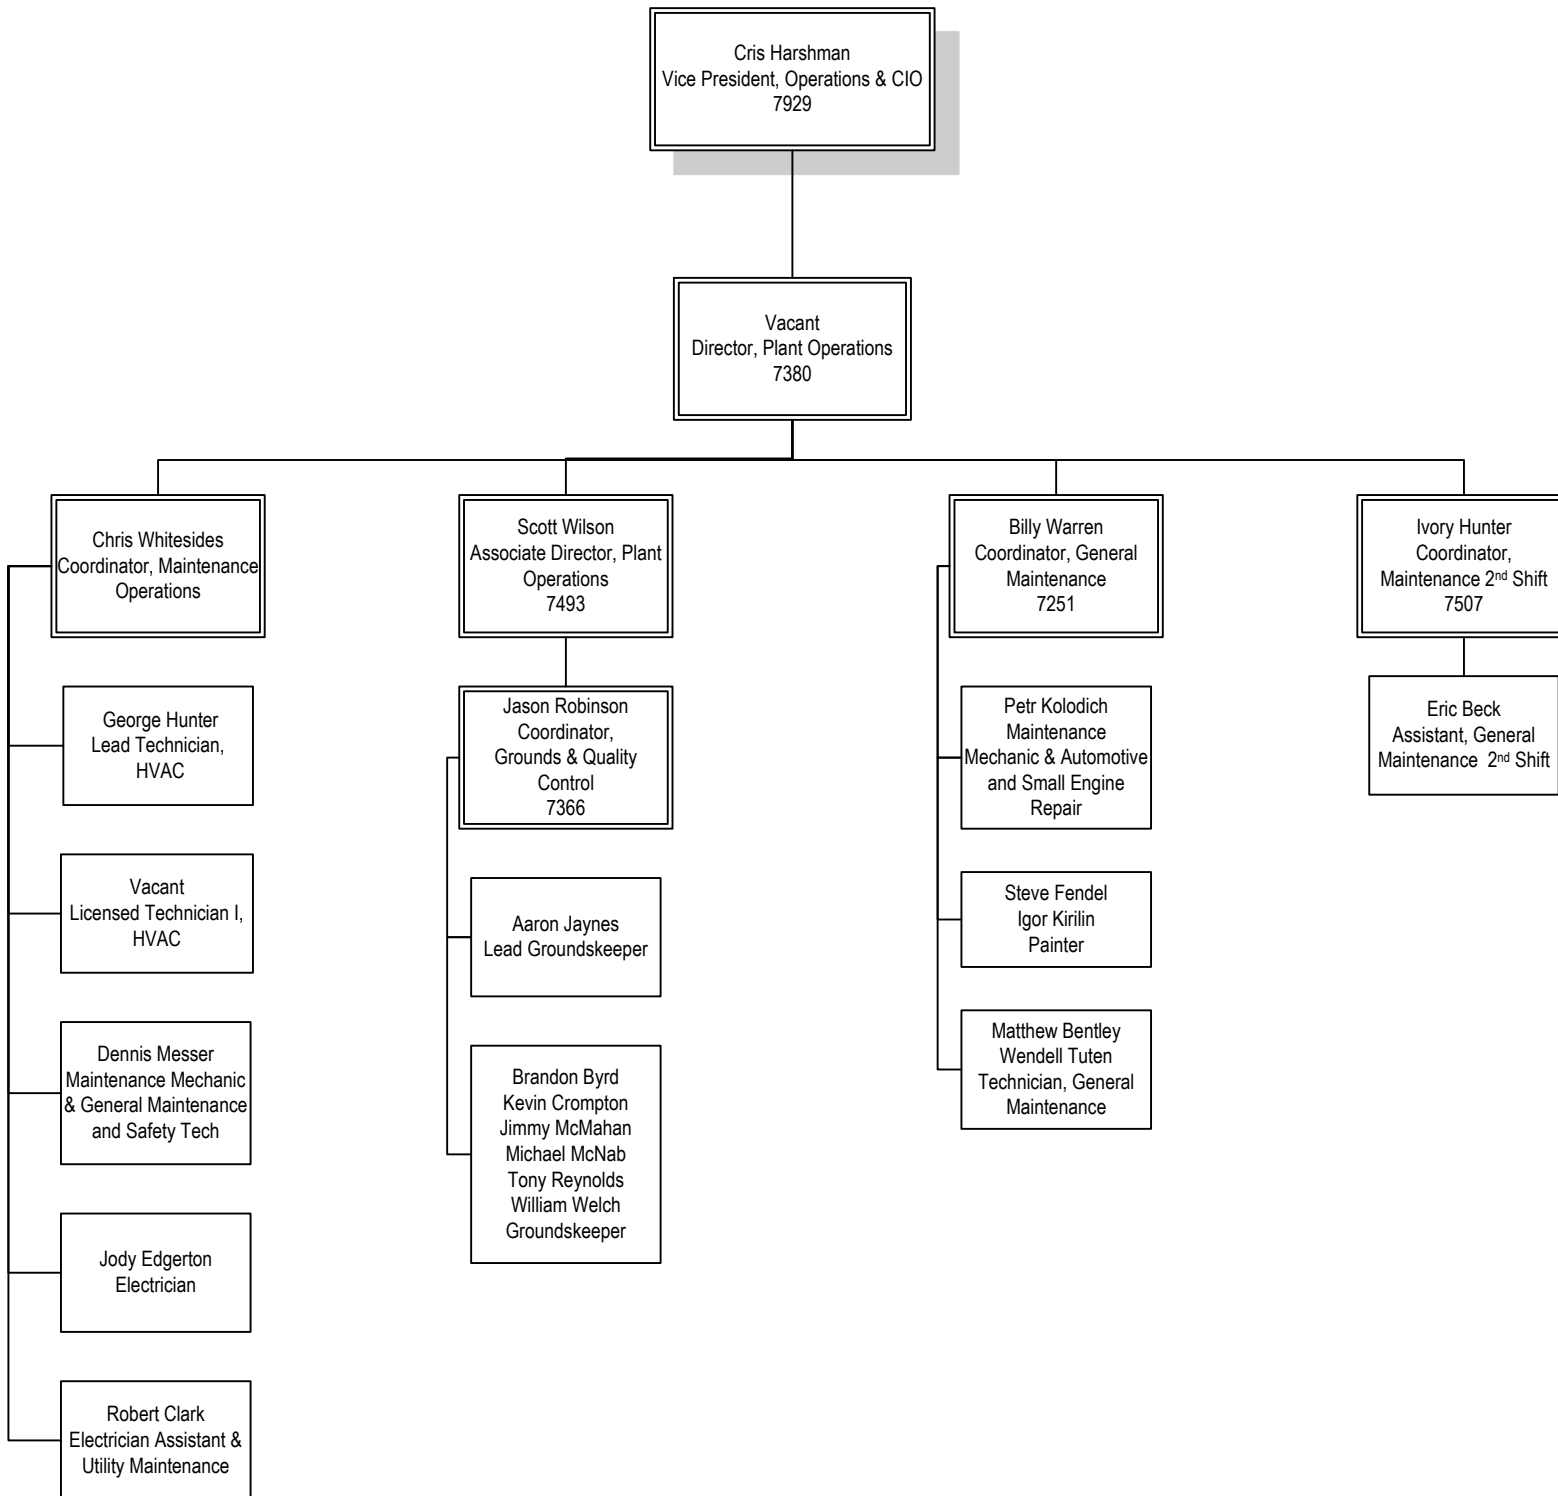 Cris Harshman
Vice President, Operations & CIO
7929
Vacant
Director, Plant Operations
7380
Chris Whitesides
Coordinator, Maintenance
Operations
George Hunter
Lead Technician,
HVAC
Vacant
Licensed Technician I,
HVAC
Dennis Messer
Maintenance Mechanic
& General Maintenance
and Safety Tech
Jody Edgerton
Electrician
Robert Clark
Electrician Assistant &
Utility Maintenance
Scott Wilson
Associate Director, Plant
Operations
7493
Jason Robinson
Coordinator,
Grounds & Quality
Control
7366
Aaron Jaynes
Lead Groundskeeper
Brandon Byrd
Kevin Crompton
Jimmy McMahan
Michael McNab
Tony Reynolds
William Welch
Groundskeeper
Billy Warren
Coordinator, General
Maintenance
7251
Petr Kolodich
Maintenance
Mechanic & Automotive
and Small Engine
Repair
Steve Fendel
Igor Kirilin
Painter
Matthew Bentley
Wendell Tuten
Technician, General
Maintenance
Ivory Hunter
Coordinator,
Maintenance 2nd Shift
7507
Eric Beck
Assistant, General
Maintenance 2nd Shift